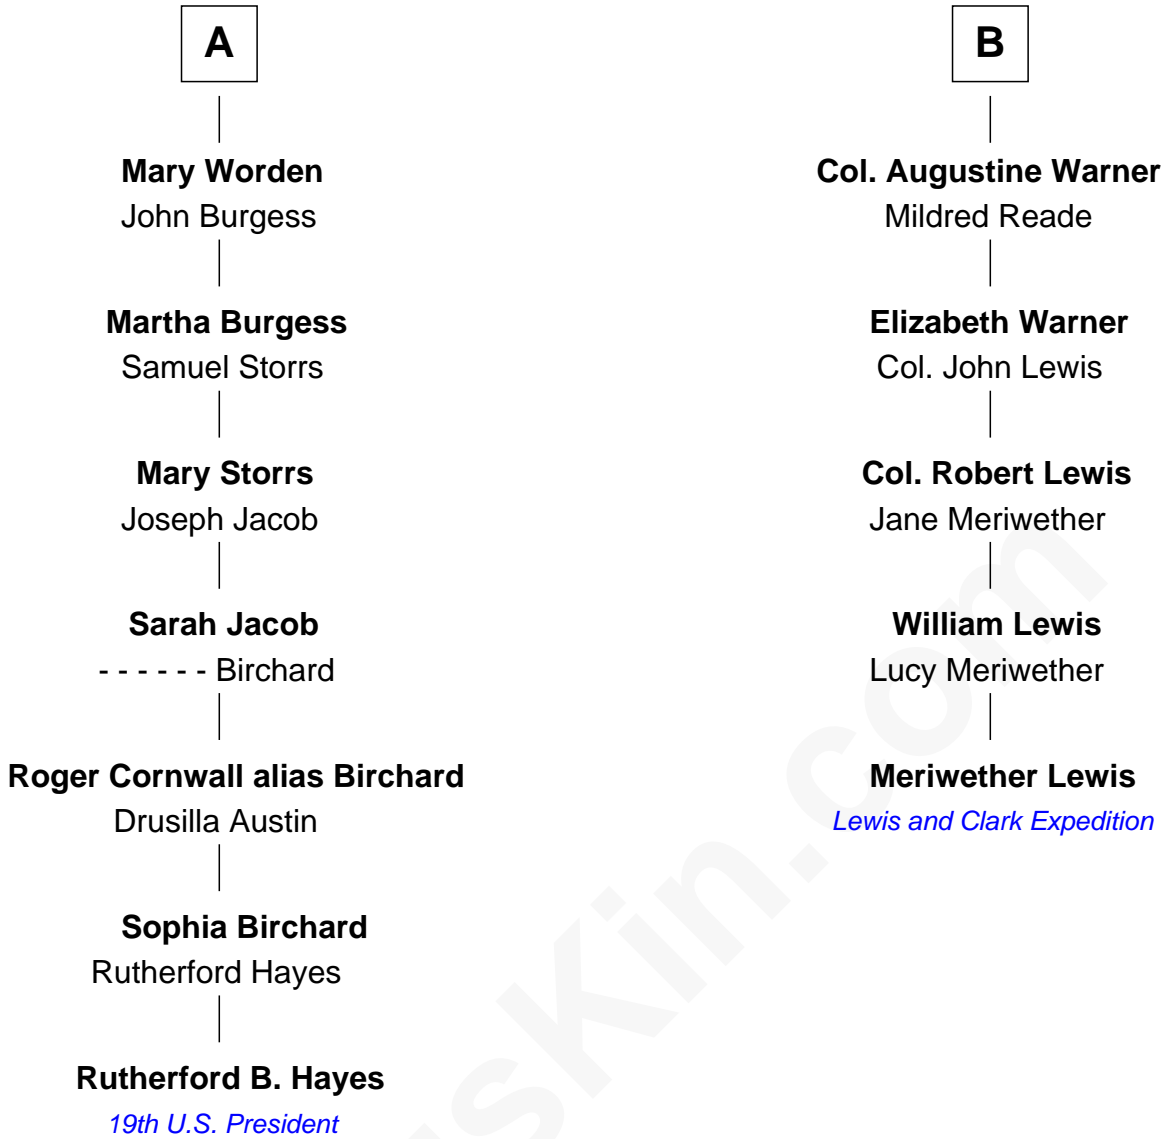 A
Mary Worden
John Burgess
Martha Burgess
Samuel Storrs
Mary Storrs
Joseph Jacob
Sarah Jacob
- - - - - - Birchard
Roger Cornwall alias Birchard
Drusilla Austin
Sophia Birchard
Rutherford Hayes
Rutherford B. Hayes
19th U.S. President
B
Col. Augustine Warner
Mildred Reade
Elizabeth Warner
Col. John Lewis
Col. Robert Lewis
Jane Meriwether
William Lewis
Lucy Meriwether
Meriwether Lewis
Lewis and Clark Expedition